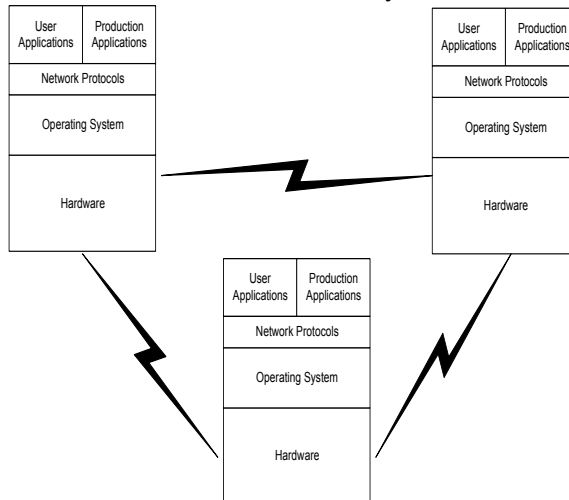 User Applications
Production Applications
Network Protocols
Operating System
Hardware
User Applications
Production Applications
Network Protocols
Operating System
Hardware
User Applications
Production Applications
Network Protocols
Operating System
Hardware